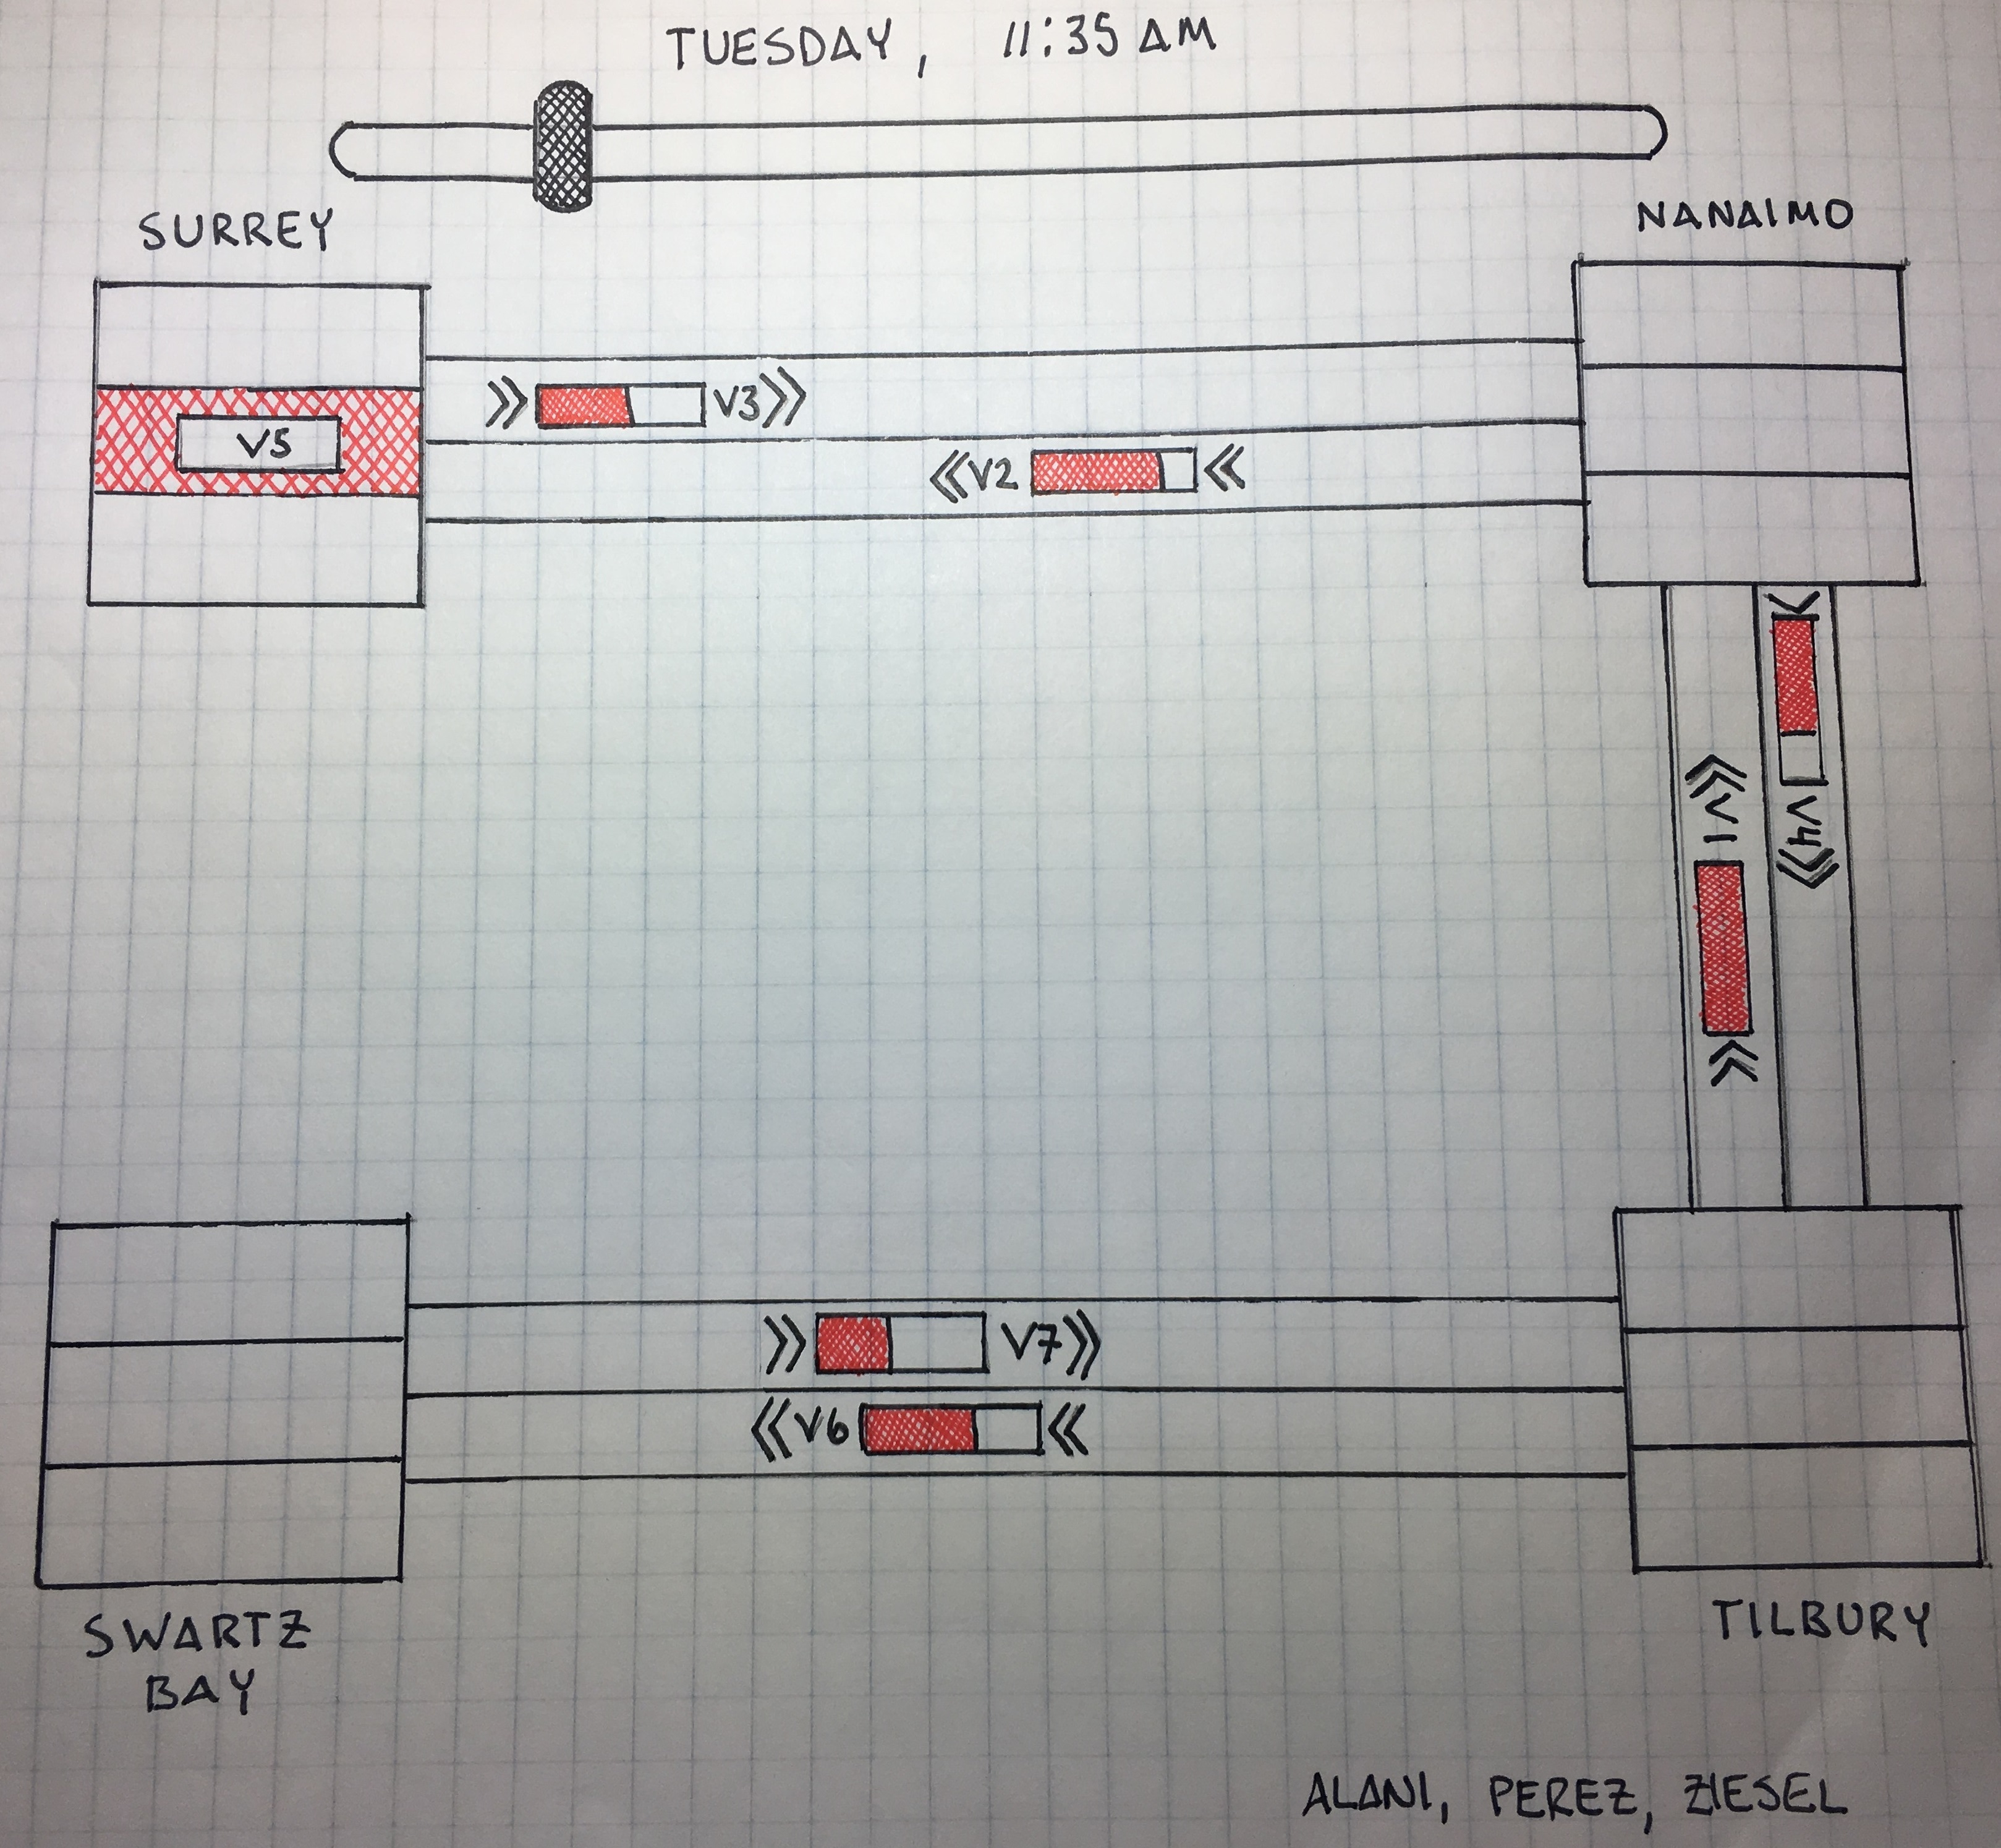 TUESDAY, 11:35 AM
SURREY
NANAIMO
V5
V3
V2
V4
V1
V7
V6
SWARTZ
BAY
TILBURY
ALANI, PEREZ, ZIESEL